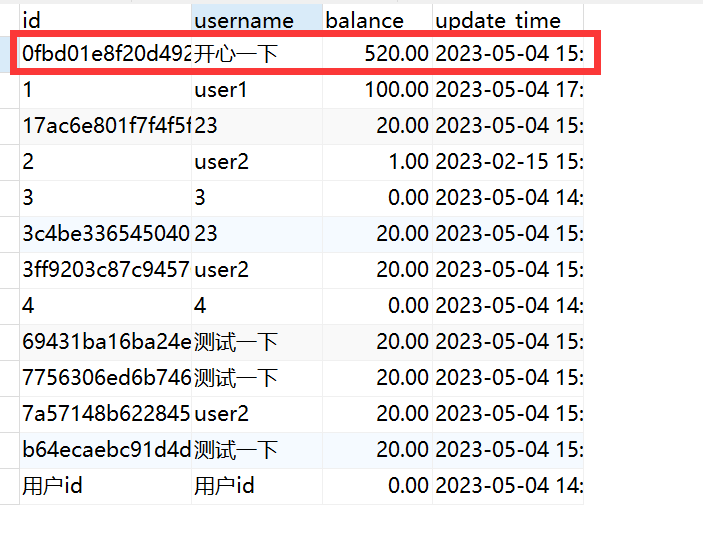 id username balance update_time
0fbd01e8f20d492 开心一下 520.00 2023-05-04 15:
1 user1 100.00 2023-05-04 17:
17ac6e801f7f4f5f 23 20.00 2023-05-04 15:
2 user2 1.00 2023-02-15 15:
3 3 0.00 2023-05-04 14:
3c4be336545040 23 20.00 2023-05-04 15:
3ff9203c87c9457 user2 20.00 2023-05-04 15:
4 4 0.00 2023-05-04 14:
69431ba16ba24e 测试一下 20.00 2023-05-04 15:
7756306ed6b746 测试一下 20.00 2023-05-04 15:
7a57148b622845 user2 20.00 2023-05-04 15:
b64ecaebc91d4d 测试一下 20.00 2023-05-04 15:
用户id 用户id 0.00 2023-05-04 14: